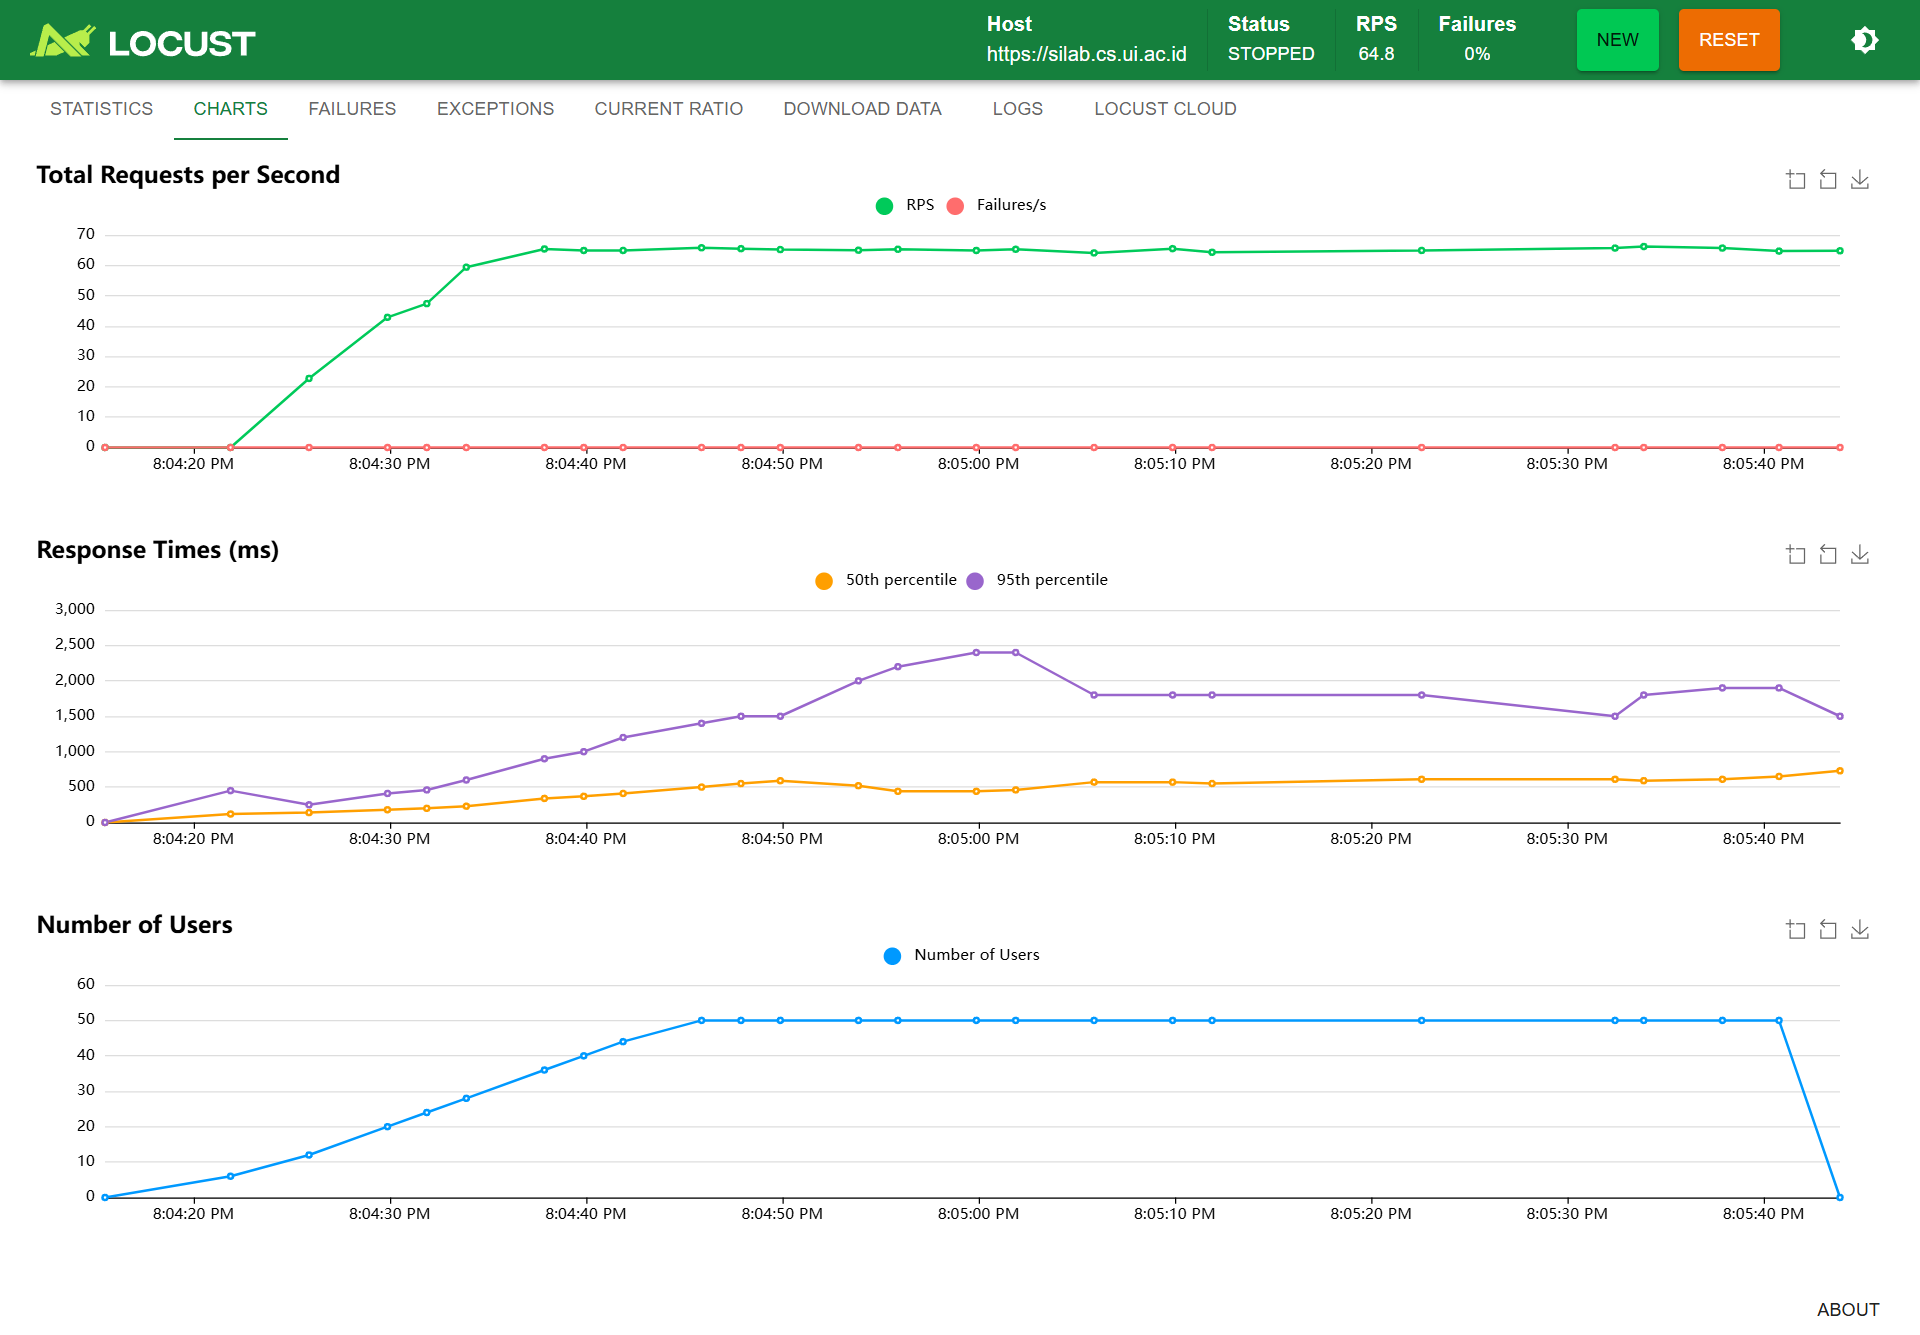 LOCUST
Host
https://silab.cs.ui.ac.id
Status
STOPPED
RPS
64.8
Failures
0%
NEW
RESET
STATISTICS CHARTS FAILURES EXCEPTIONS CURRENT RATIO DOWNLOAD DATA LOGS LOCUST CLOUD
Total Requests per Second
RPS Failures/s
70
60
50
40
30
20
10
0
8:04:20 PM 8:04:30 PM 8:04:40 PM 8:04:50 PM 8:05:00 PM 8:05:10 PM 8:05:20 PM 8:05:30 PM 8:05:40 PM
Response Times (ms)
50th percentile 95th percentile
3,000
2,500
2,000
1,500
1,000
500
0
8:04:20 PM 8:04:30 PM 8:04:40 PM 8:04:50 PM 8:05:00 PM 8:05:10 PM 8:05:20 PM 8:05:30 PM 8:05:40 PM
Number of Users
Number of Users
60
50
40
30
20
10
0
8:04:20 PM 8:04:30 PM 8:04:40 PM 8:04:50 PM 8:05:00 PM 8:05:10 PM 8:05:20 PM 8:05:30 PM 8:05:40 PM
ABOUT